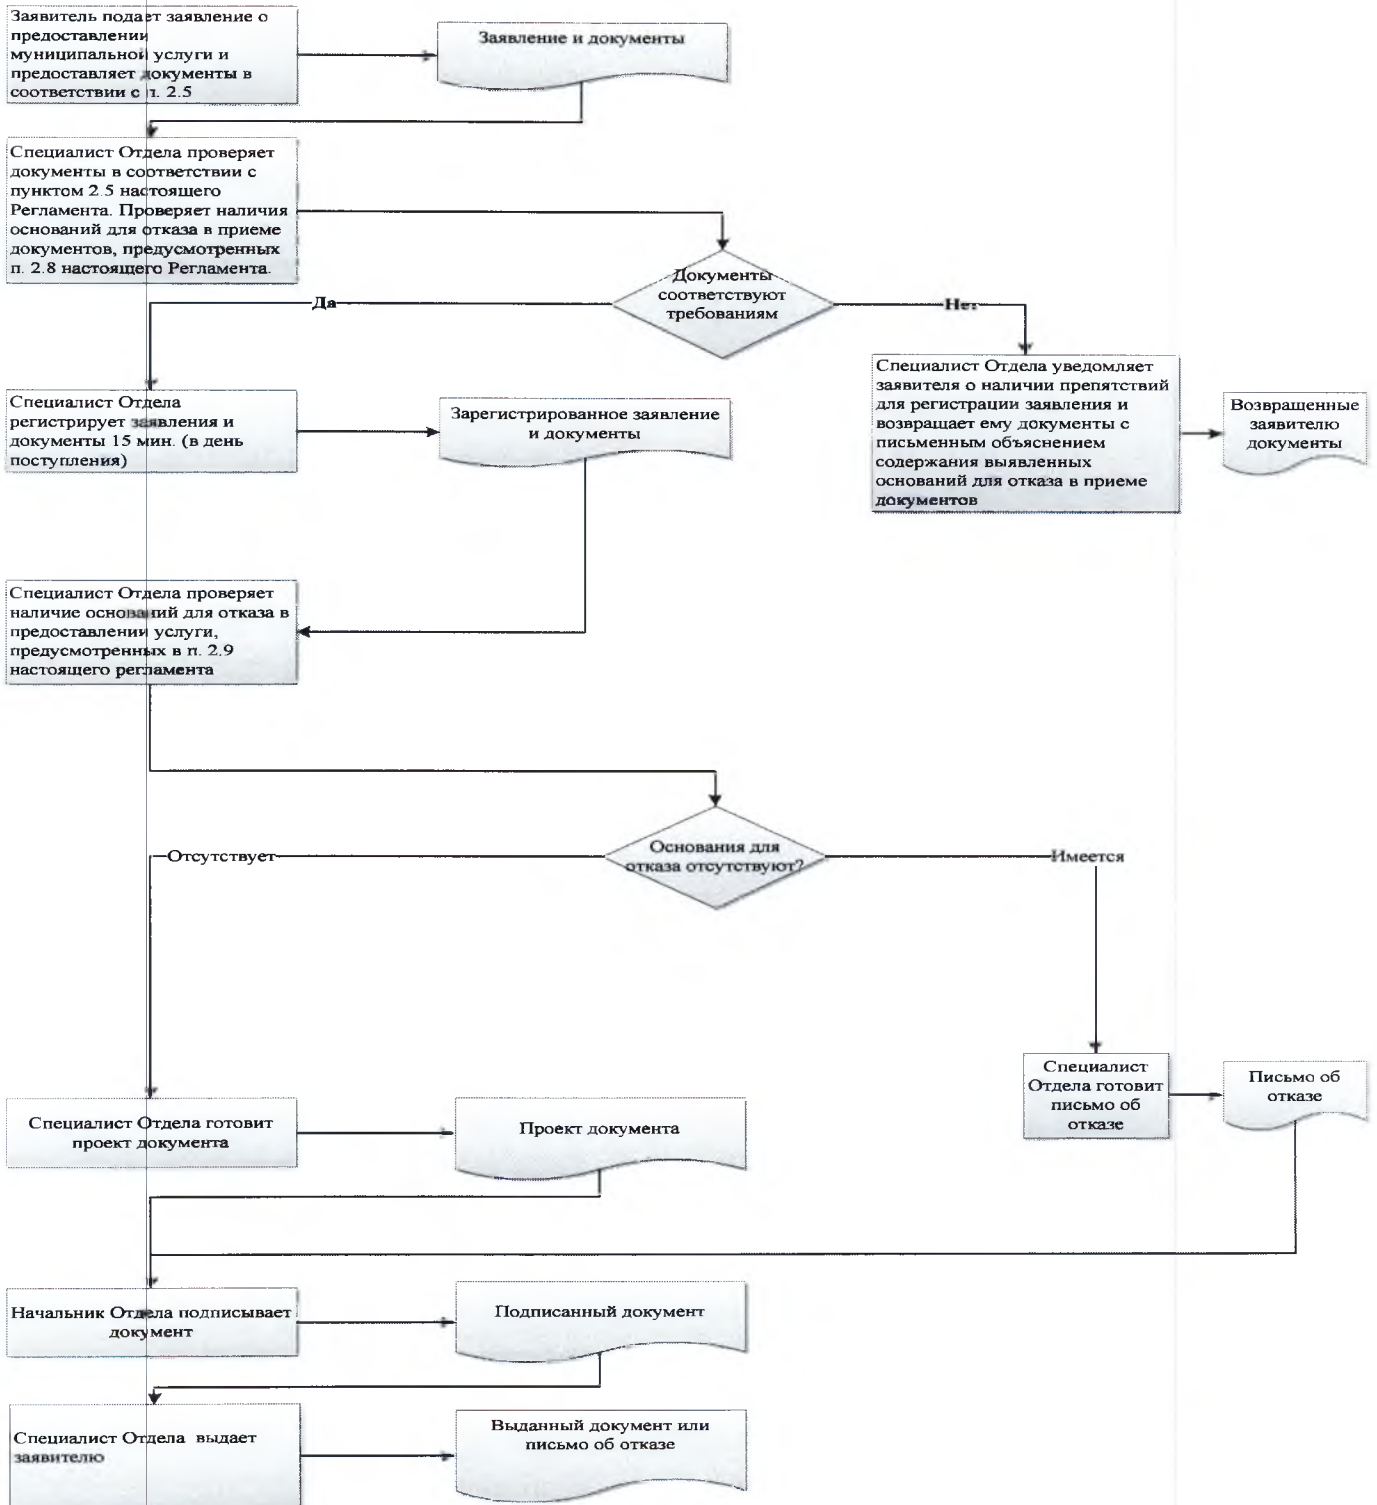 Заявитель подает заявление о
предоставлении
муниципальной услуги и
предоставляет документы в
соответствии с п. 2.5
Заявление и документы
Специалист Отдела проверяет
документы в соответствии с
пунктом 2.5 настоящего
Регламента. Проверяет наличия
оснований для отказа в приеме
документов, предусмотренных
п. 2.8 настоящего Регламента.
Документы
соответствуют
требованиям
Да
Нет
Специалист Отдела
регистрирует заявления и
документы 15 мин. (в день
поступления)
Зарегистрированное заявление
и документы
Специалист Отдела уведомляет
заявителя о наличии препятствий
для регистрации заявления и
возвращает ему документы с
письменным объяснением
содержания выявленных
оснований для отказа в приеме
документов
Возвращенные
заявителю
документы
Специалист Отдела проверяет
наличие оснований для отказа в
предоставлении услуги,
предусмотренных в п. 2.9
настоящего регламента
Основания для
отказа отсутствуют?
Отсутствует
Имеется
Специалист
Отдела готовит
письмо об
отказе
Письмо об
отказе
Специалист Отдела готовит
проект документа
Проект документа
Начальник Отдела подписывает
документ
Подписанный документ
Специалист Отдела выдает
заявителю
Выданный документ или
письмо об отказе